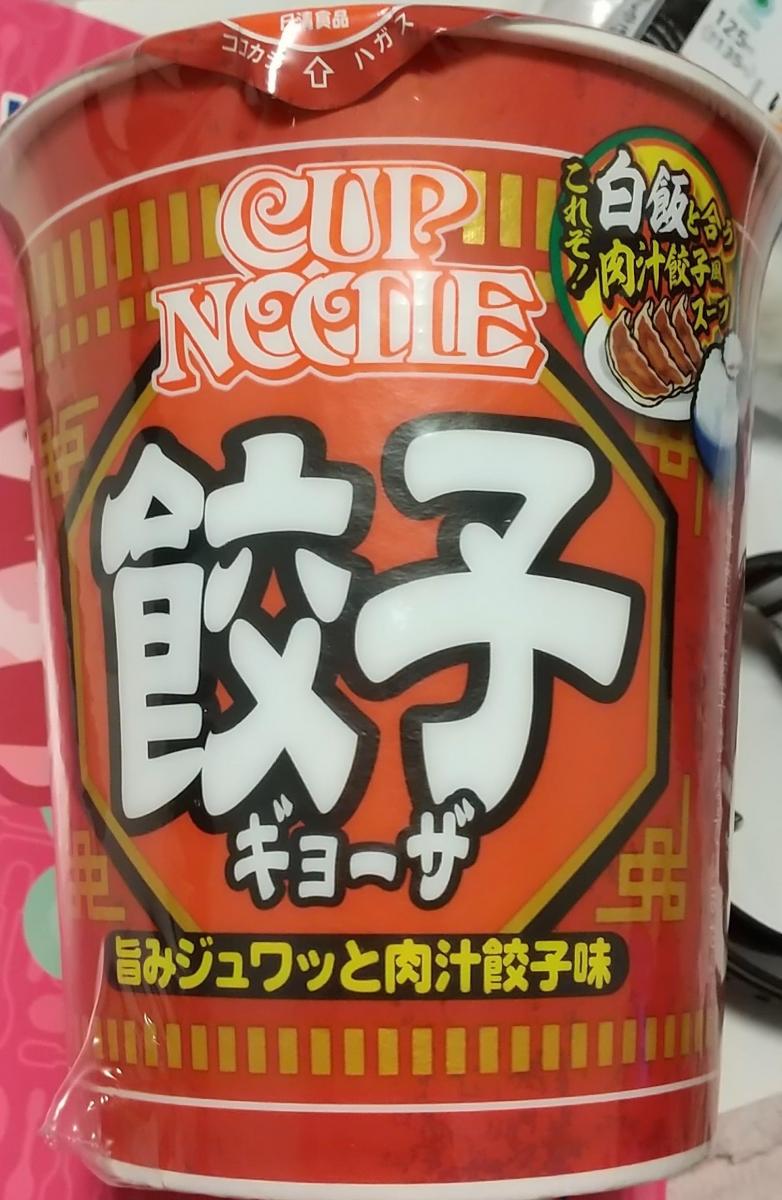 日清食品
ココカラ
ハガス
CUP
NOODLE
これぞ!
白飯と合う
肉汁餃子風
スープ
餃子
ギョーザ
旨みジュワッと肉汁餃子味
125